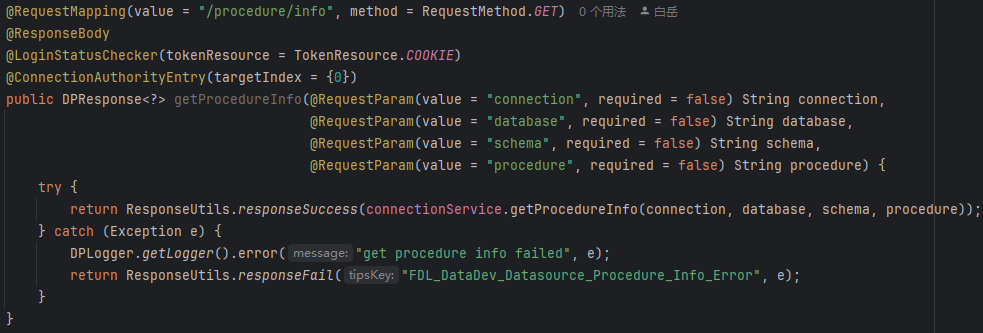 @RequestMapping(value = "/procedure/info", method = RequestMethod.GET) 0 个用法 白岳
@ResponseBody
@LoginStatusChecker(tokenResource = TokenResource.COOKIE)
@ConnectionAuthorityEntry(targetIndex = {0})
public DPResponse<?> getProcedureInfo(@RequestParam(value = "connection", required = false) String connection,
@RequestParam(value = "database", required = false) String database,
@RequestParam(value = "schema", required = false) String schema,
@RequestParam(value = "procedure", required = false) String procedure) {
try {
return ResponseUtils.responseSuccess(connectionService.getProcedureInfo(connection, database, schema, procedure));
} catch (Exception e) {
DPLogger.getLogger().error( message: "get procedure info failed", e);
return ResponseUtils.responseFail( tipsKey: "FDL_DataDev_Datasource_Procedure_Info_Error", e);
}
}